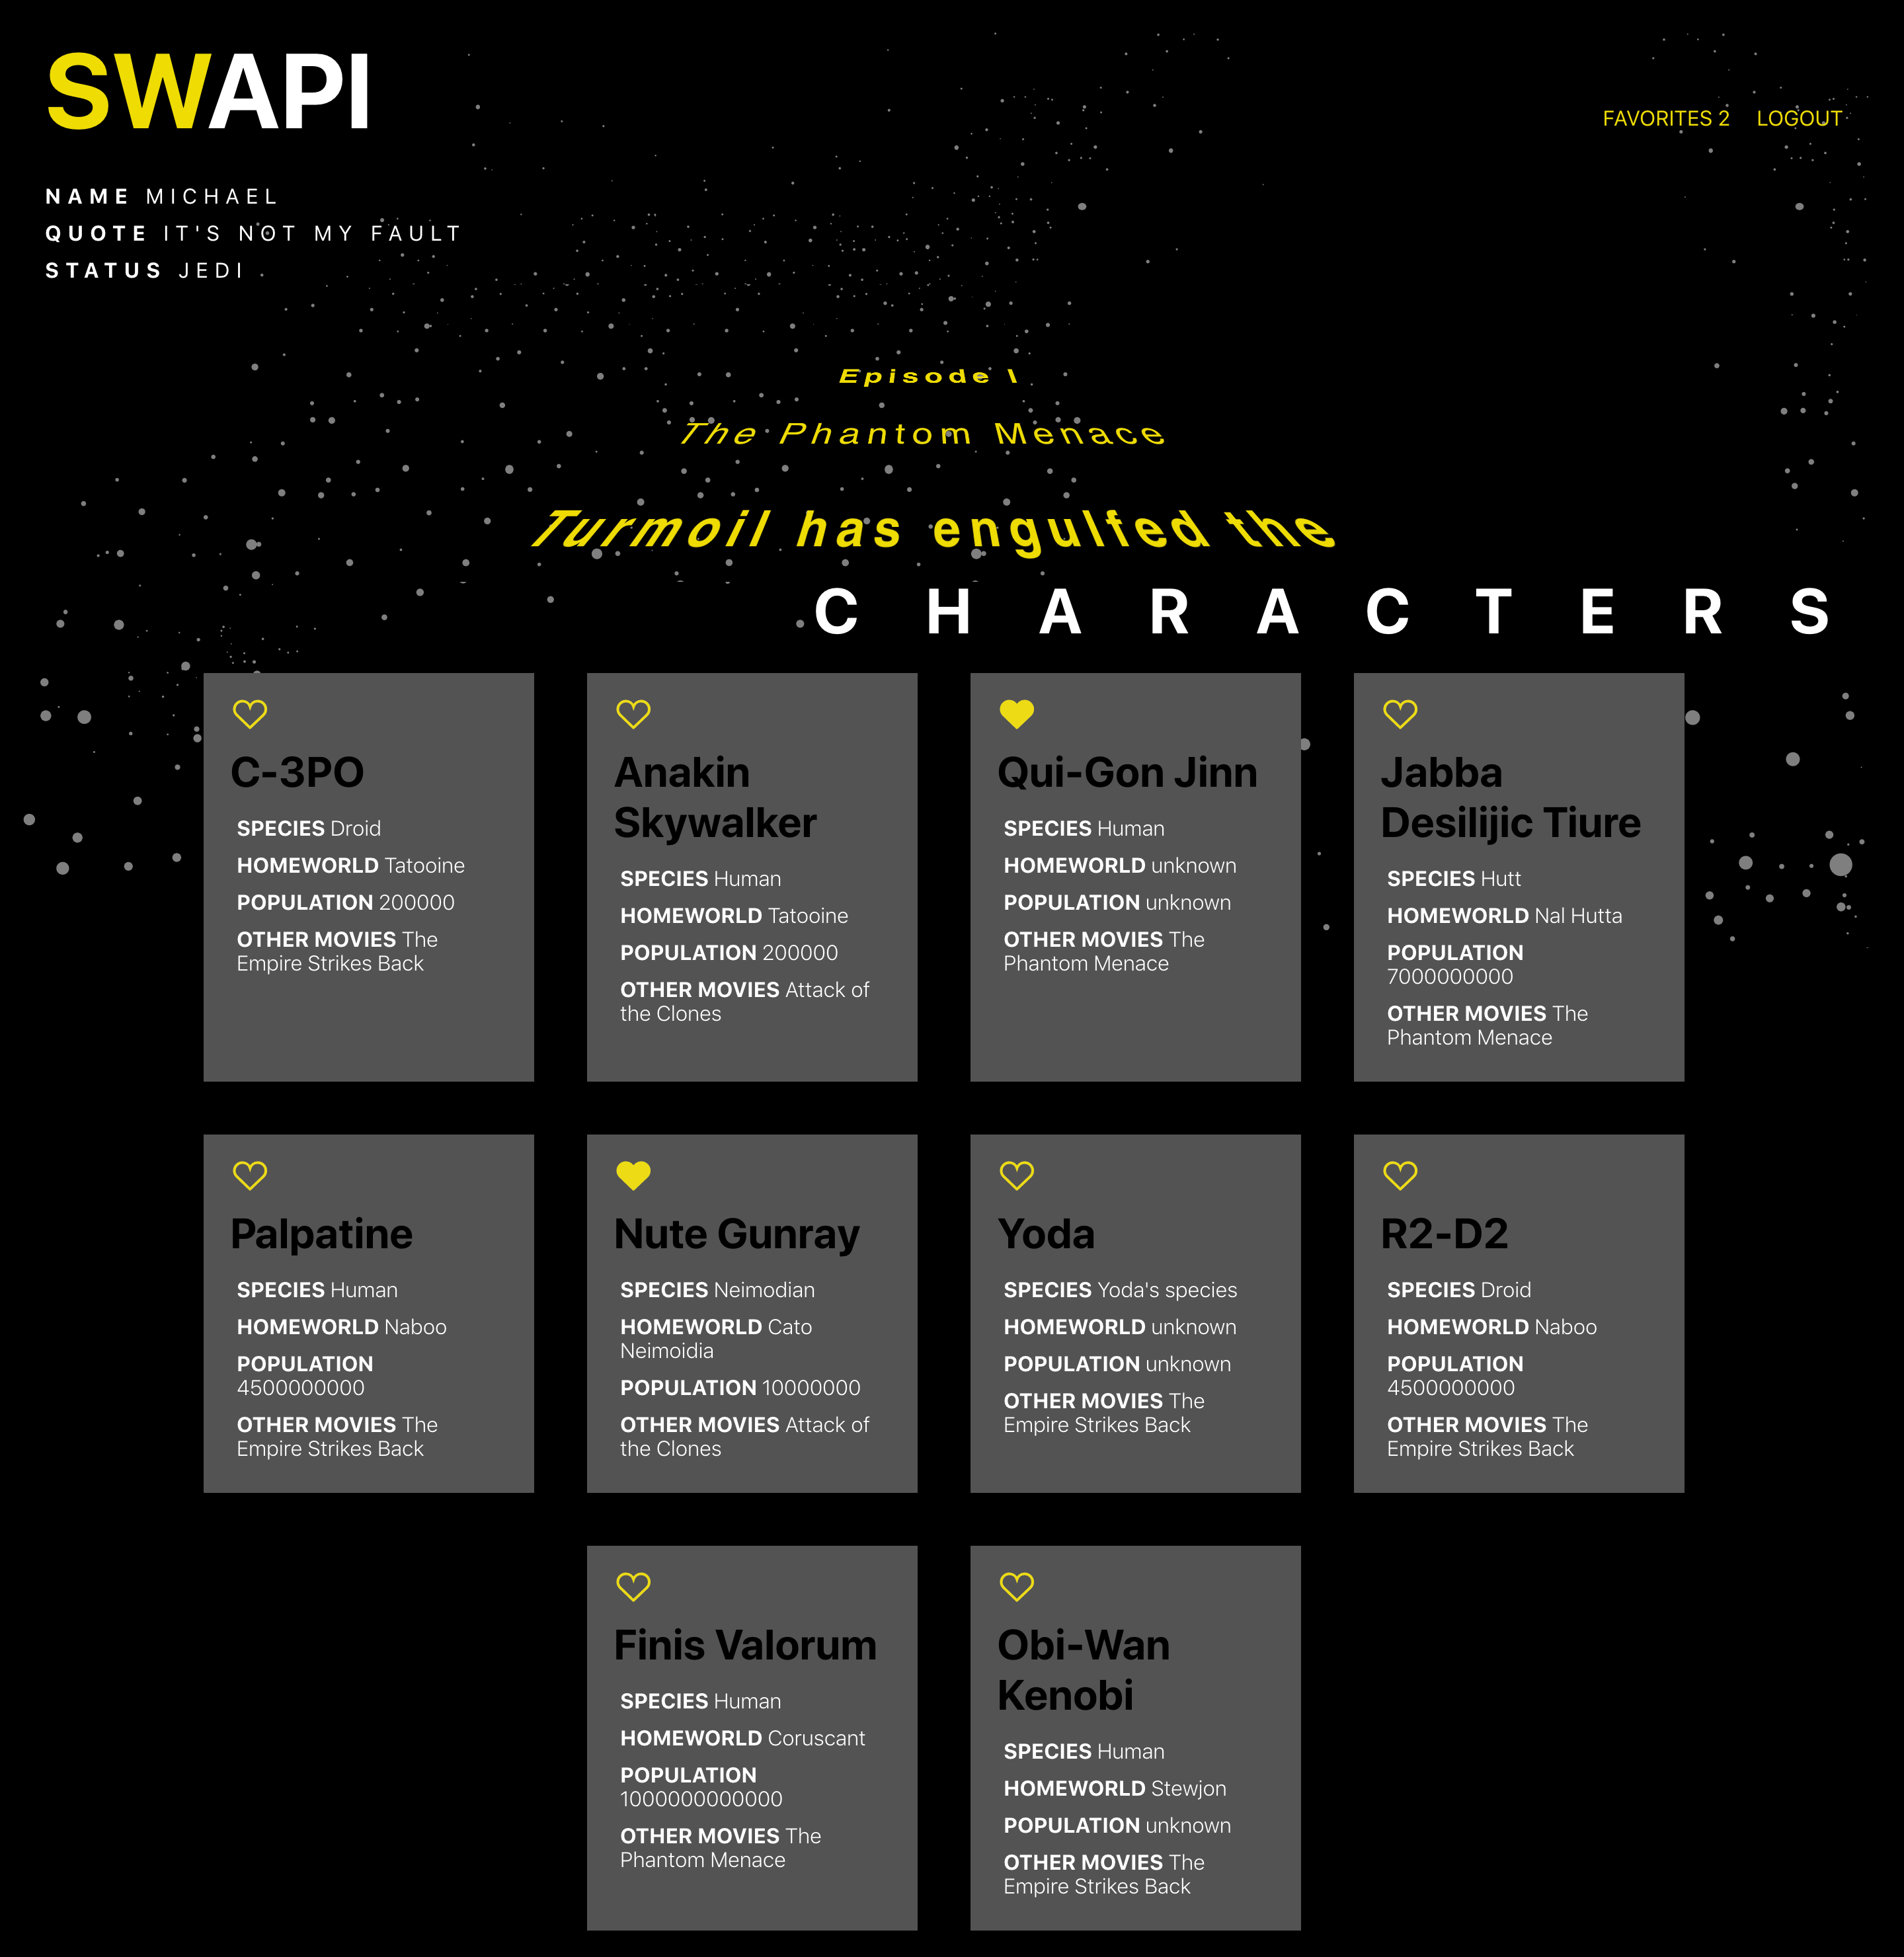 SWAPI
FAVORITES 2 LOGOUT
NAME MICHAEL
QUOTE IT'S NOT MY FAULT
STATUS JEDI
Episode I
The Phantom Menace
Turmoil has engulfed the
CHARACTERS
C-3PO
SPECIES Droid
HOMEWORLD Tatooine
POPULATION 200000
OTHER MOVIES The
Empire Strikes Back
Anakin
Skywalker
SPECIES Human
HOMEWORLD Tatooine
POPULATION 200000
OTHER MOVIES Attack of
the Clones
Qui-Gon Jinn
SPECIES Human
HOMEWORLD unknown
POPULATION unknown
OTHER MOVIES The
Phantom Menace
Jabba
Desilijic Tiure
SPECIES Hutt
HOMEWORLD Nal Hutta
POPULATION
7000000000
OTHER MOVIES The
Phantom Menace
Palpatine
SPECIES Human
HOMEWORLD Naboo
POPULATION
4500000000
OTHER MOVIES The
Empire Strikes Back
Nute Gunray
SPECIES Neimodian
HOMEWORLD Cato
Neimoidia
POPULATION 10000000
OTHER MOVIES Attack of
the Clones
Yoda
SPECIES Yoda's species
HOMEWORLD unknown
POPULATION unknown
OTHER MOVIES The
Empire Strikes Back
R2-D2
SPECIES Droid
HOMEWORLD Naboo
POPULATION
4500000000
OTHER MOVIES The
Empire Strikes Back
Finis Valorum
SPECIES Human
HOMEWORLD Coruscant
POPULATION
1000000000000
OTHER MOVIES The
Phantom Menace
Obi-Wan
Kenobi
SPECIES Human
HOMEWORLD Stewjon
POPULATION unknown
OTHER MOVIES The
Empire Strikes Back